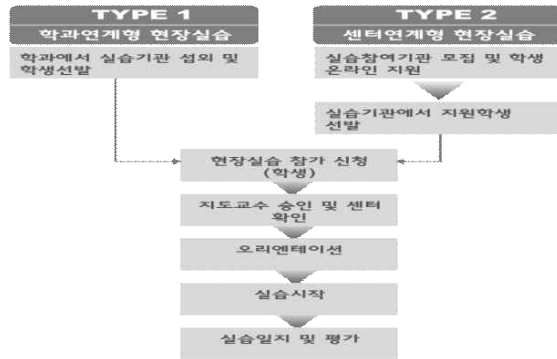 TYPE 1
학과연계형 현장실습
학과에서 실습기관 섭외 및
학생선발
TYPE 2
센터연계형 현장실습
실습참여기관 모집 및 학생
온라인 지원
실습기관에서 지원학생
선발
현장실습 참가 신청
(학생)
지도교수 승인 및 센터
확인
오리엔테이션
실습시작
실습일지 및 평가